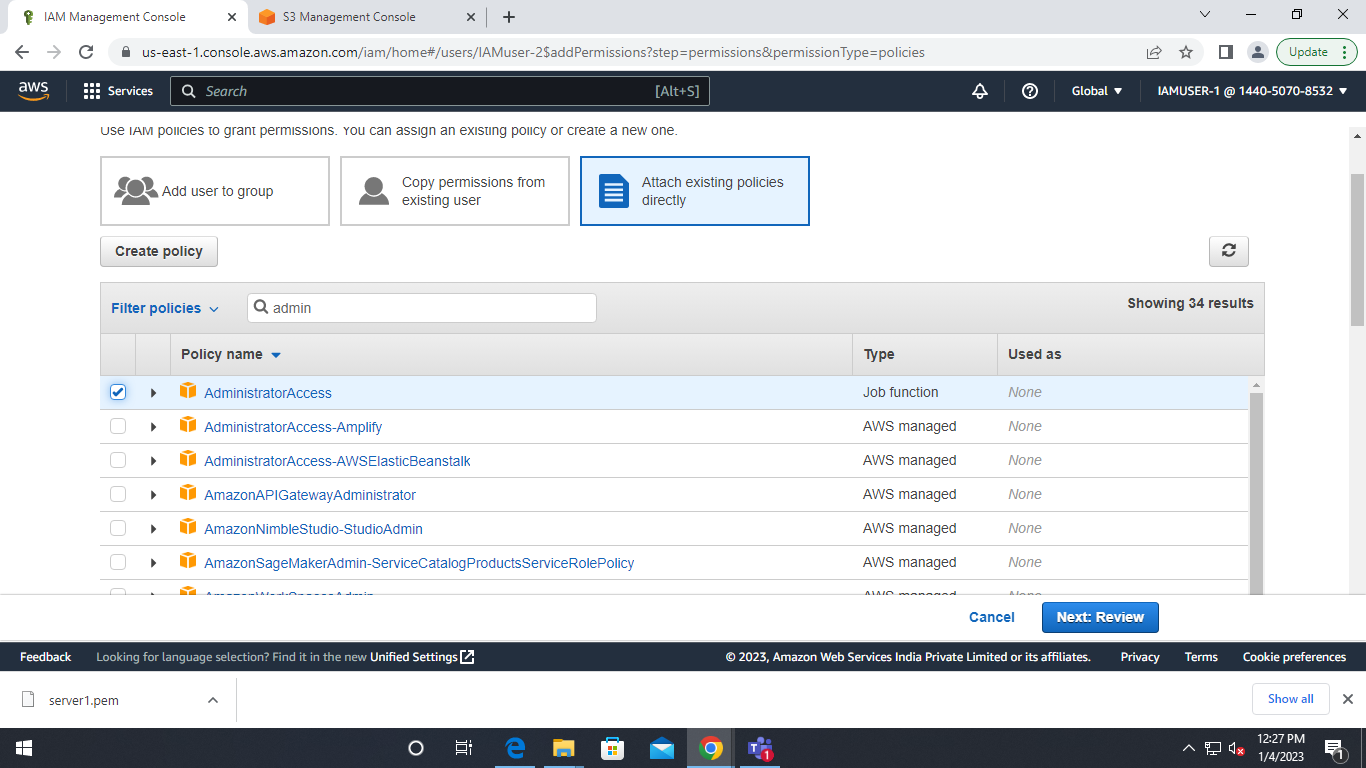 IAM Management Console
S3 Management Console
us-east-1.console.aws.amazon.com/iam/home#/users/IAMuser-2$addPermissions?step=permissions&permissionType=policies
Update
aws
Services
Search
[Alt+S]
Global
IAMUSER-1 @ 1440-5070-8532
Use IAM policies to grant permissions. You can assign an existing policy or create a new one.
Add user to group
Copy permissions from
existing user
Attach existing policies
directly
Create policy
Filter policies
admin
Showing 34 results
Policy name Type Used as
AdministratorAccess Job function None
AdministratorAccess-Amplify AWS managed None
AdministratorAccess-AWSElasticBeanstalk AWS managed None
AmazonAPIGatewayAdministrator AWS managed None
AmazonNimbleStudio-StudioAdmin AWS managed None
AmazonSageMakerAdmin-ServiceCatalogProductsServiceRolePolicy AWS managed None
AmazonWorkSpacesAdmin AWS managed None
Cancel
Next: Review
Feedback Looking for language selection? Find it in the new Unified Settings © 2023, Amazon Web Services India Private Limited or its affiliates. Privacy Terms Cookie preferences
server1.pem
Show all
12:27 PM
1/4/2023
1
1